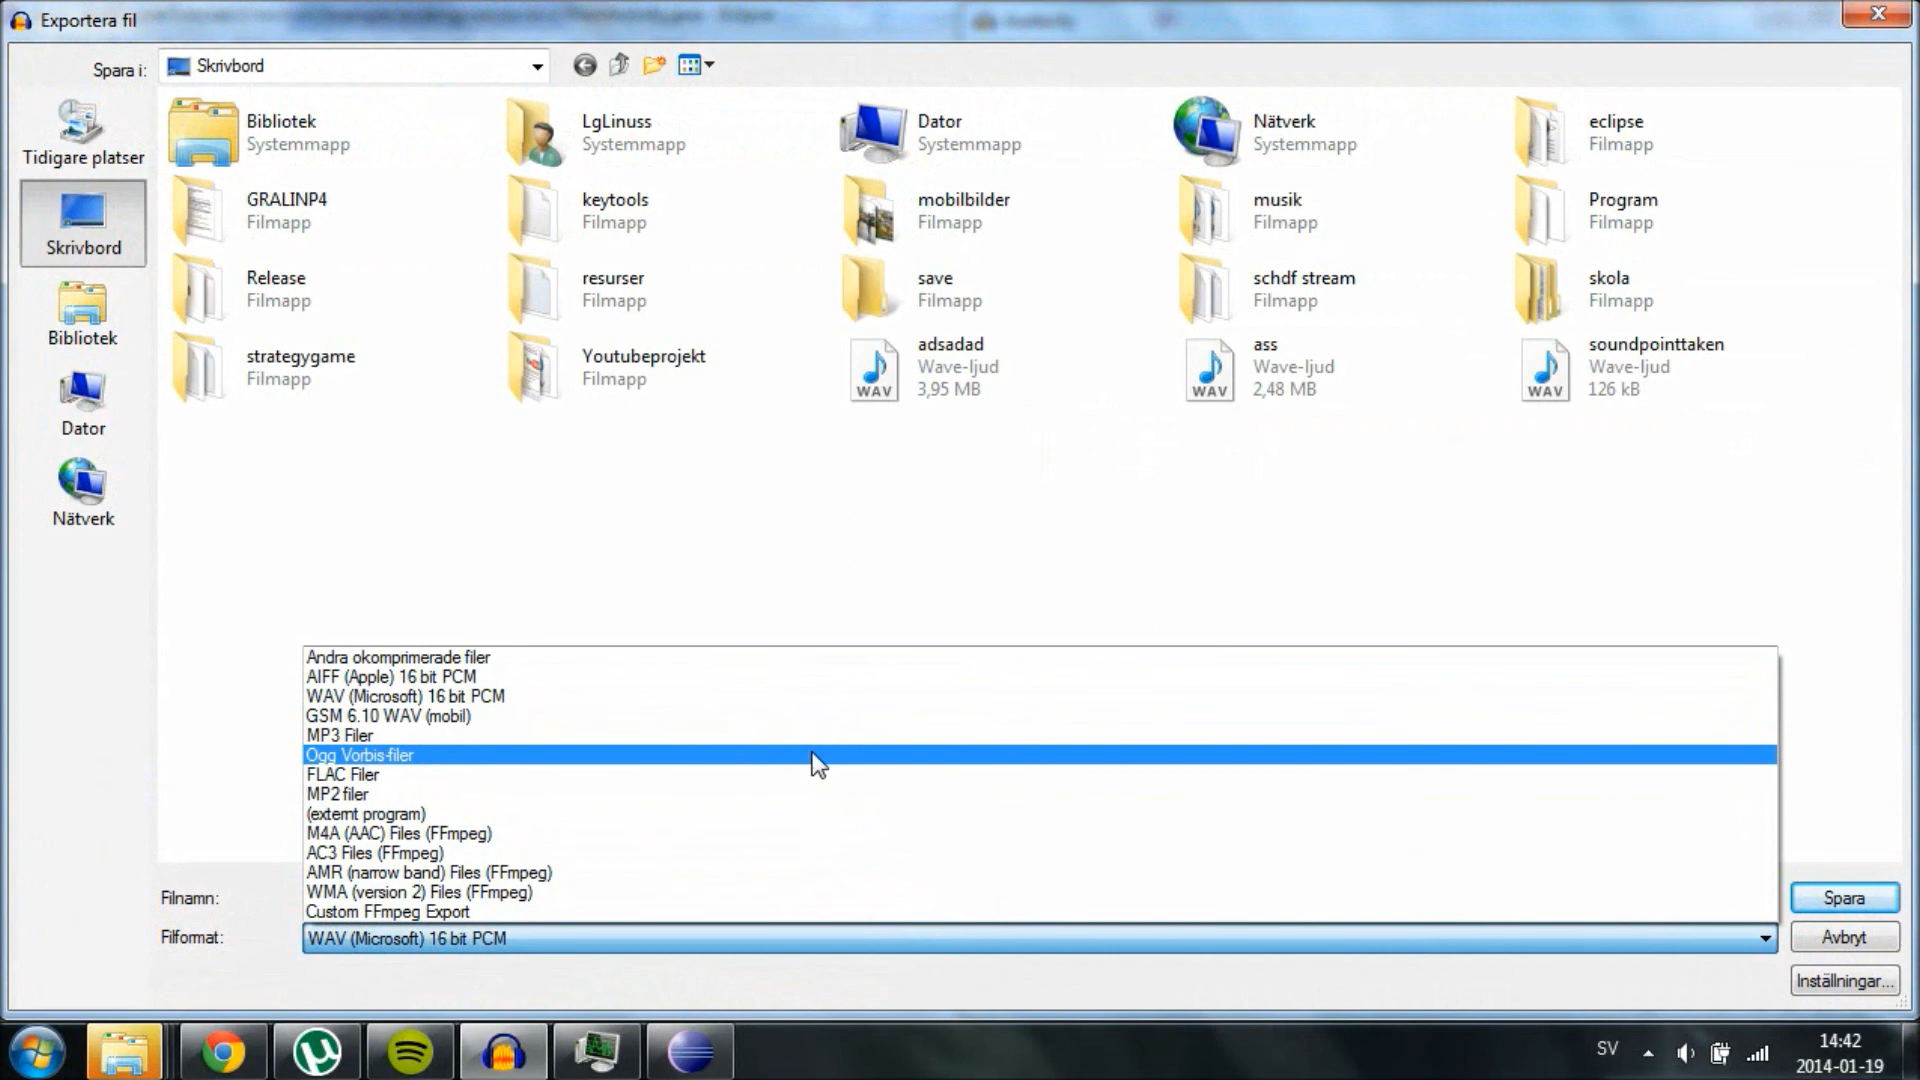 Exportera fil
Spara i:
Skrivbord
Tidigare platser
Skrivbord
Bibliotek
Dator
Nätverk
Bibliotek
Systemmapp
LgLinuss
Systemmapp
Dator
Systemmapp
Nätverk
Systemmapp
eclipse
Filmapp
GRALINP4
Filmapp
keytools
Filmapp
mobilbilder
Filmapp
musik
Filmapp
Program
Filmapp
Release
Filmapp
resurser
Filmapp
save
Filmapp
schdf stream
Filmapp
skola
Filmapp
strategygame
Filmapp
Youtubeprojekt
Filmapp
WAV
adsadad
Wave-ljud
3,95 MB
WAV
ass
Wave-ljud
2,48 MB
WAV
soundpointtaken
Wave-ljud
126 kB
Andra okomprimerade filer
AIFF (Apple) 16 bit PCM
WAV (Microsoft) 16 bit PCM
GSM 6.10 WAV (mobil)
MP3 Filer
Ogg Vorbis-filer
FLAC Filer
MP2 filer
(externt program)
M4A (AAC) Files (FFmpeg)
AC3 Files (FFmpeg)
AMR (narrow band) Files (FFmpeg)
WMA (version 2) Files (FFmpeg)
Custom FFmpeg Export
Filnamn:
Spara
Filformat:
WAV (Microsoft) 16 bit PCM
Avbryt
Inställningar...
SV
14:42
2014-01-19